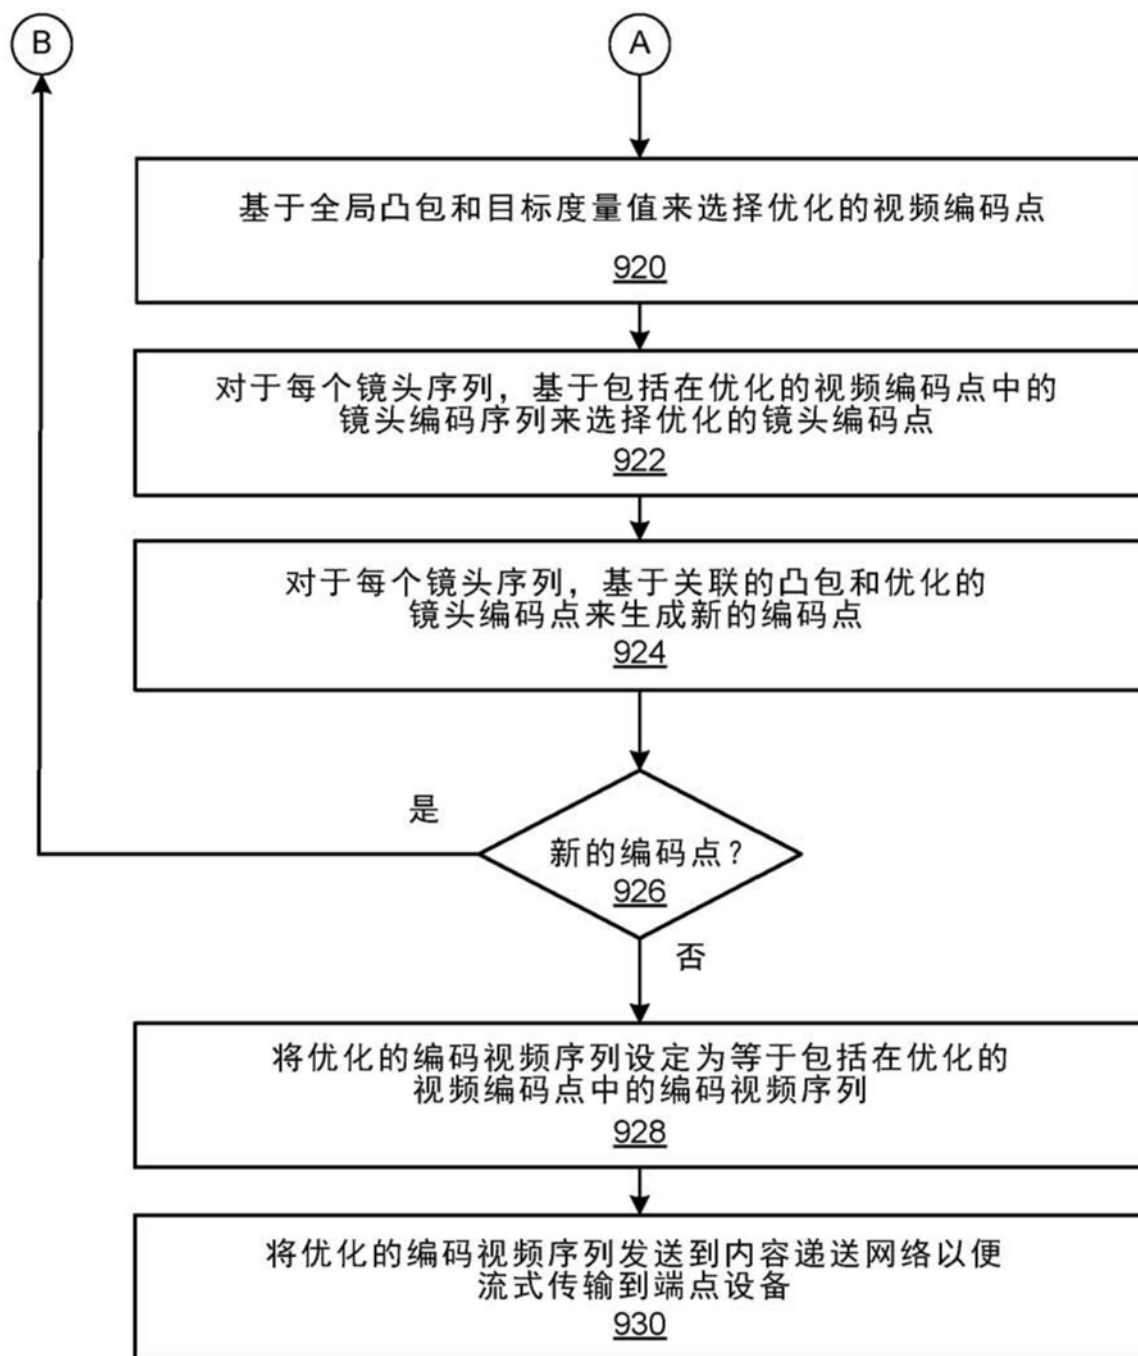 B
A
基于全局凸包和目标度量值来选择优化的视频编码点
920
对于每个镜头序列，基于包括在优化的视频编码点中的
镜头编码序列来选择优化的镜头编码点
922
对于每个镜头序列，基于关联的凸包和优化的
镜头编码点来生成新的编码点
924
是
新的编码点？
926
否
将优化的编码视频序列设定为等于包括在优化的
视频编码点中的编码视频序列
928
将优化的编码视频序列发送到内容递送网络以便
流式传输到端点设备
930